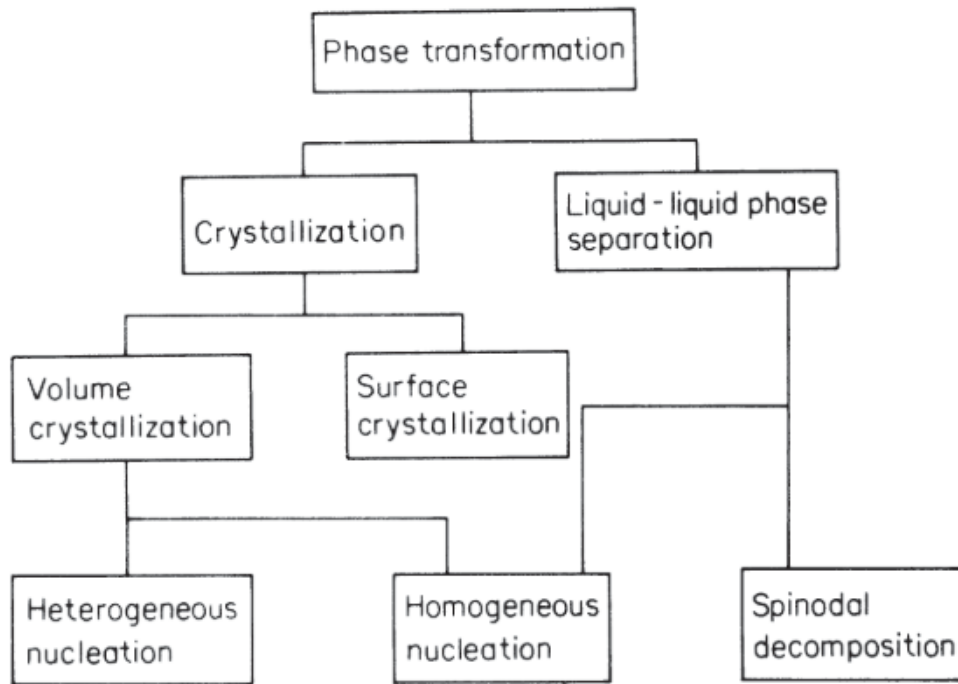 Phase transformation
Crystallization
Liquid-liquid phase
separation
Volume
crystallization
Surface
crystallization
Heterogeneous
nucleation
Homogeneous
nucleation
Spinodal
decomposition